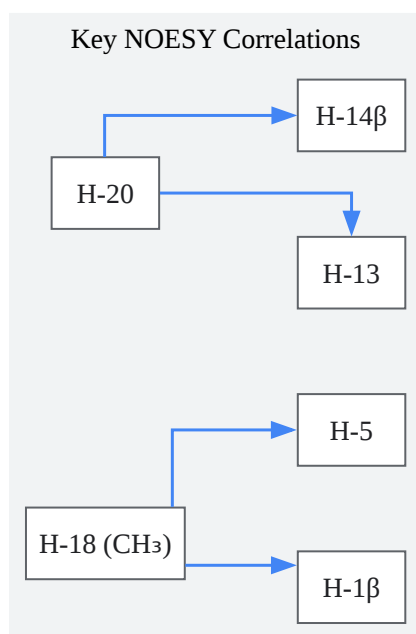 Key NOESY Correlations
H-14β
H-20
H-13
H-5
H-18 (CH₃)
H-1β